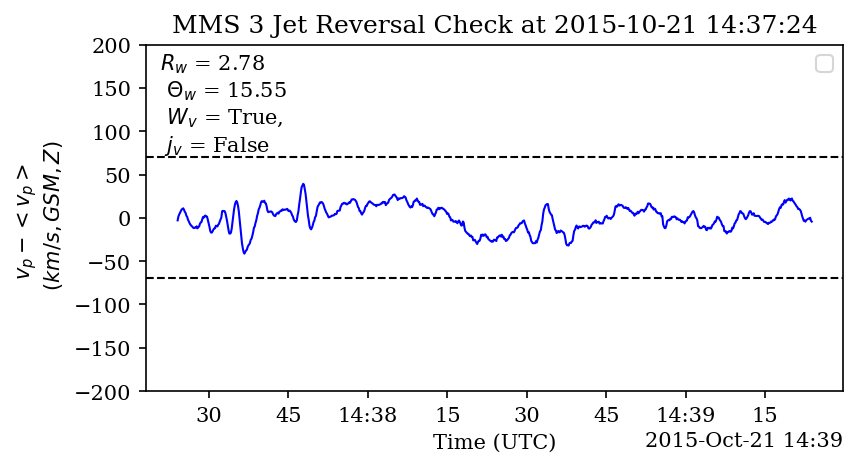 MMS 3 Jet Reversal Check at 2015-10-21 14:37:24
R_w = 2.78
Θ_w = 15.55
W_v = True,
j_v = False
v_p − < v_p >
(km/s, GSM, Z)
200
150
100
50
0
−50
−100
−150
−200
30 45 14:38 15 30 45 14:39 15
Time (UTC)
2015-Oct-21 14:39